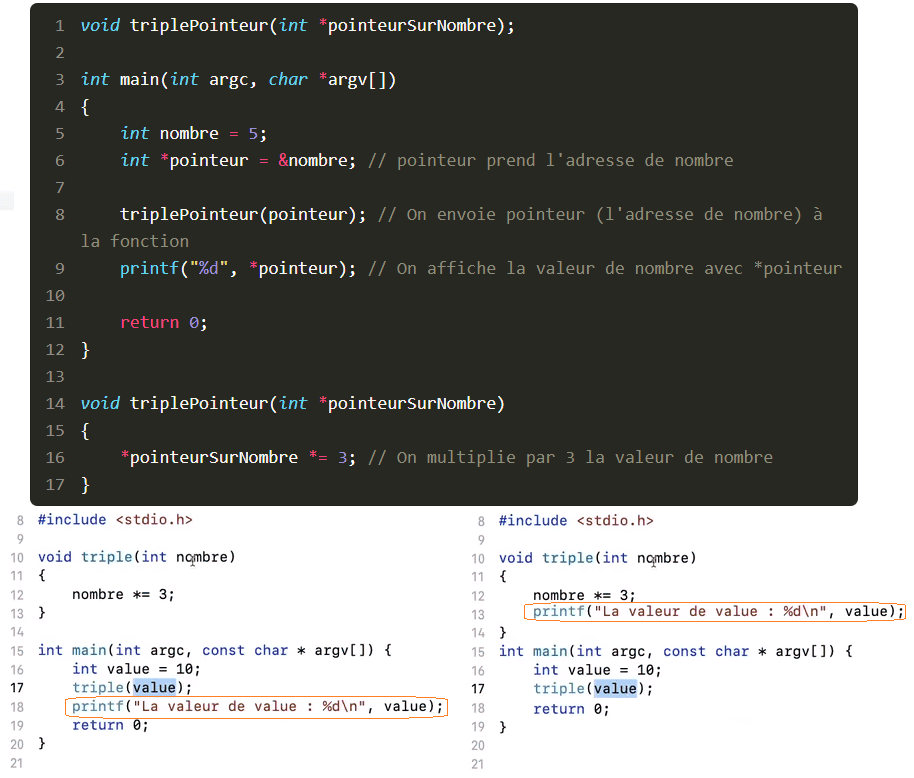 1 void triplePointeur(int *pointeurSurNombre);
2
3 int main(int argc, char *argv[])
4 {
5 int nombre = 5;
6 int *pointeur = &nombre; // pointeur prend l'adresse de nombre
7
8 triplePointeur(pointeur); // On envoie pointeur (l'adresse de nombre) à
la fonction
9 printf("%d", *pointeur); // On affiche la valeur de nombre avec *pointeur
10
11 return 0;
12 }
13
14 void triplePointeur(int *pointeurSurNombre)
15 {
16 *pointeurSurNombre *= 3; // On multiplie par 3 la valeur de nombre
17 }
8 #include <stdio.h>
9
10 void triple(int nombre)
11 {
12 nombre *= 3;
13 }
14
15 int main(int argc, const char * argv[]) {
16 int value = 10;
17 triple(value);
18 printf("La valeur de value : %d\n", value);
19 return 0;
20 }
21
8 #include <stdio.h>
9
10 void triple(int nombre)
11 {
12 nombre *= 3;
13 printf("La valeur de value : %d\n", value);
14 }
15 int main(int argc, const char * argv[]) {
16 int value = 10;
17 triple(value);
18 return 0;
19 }
20
21